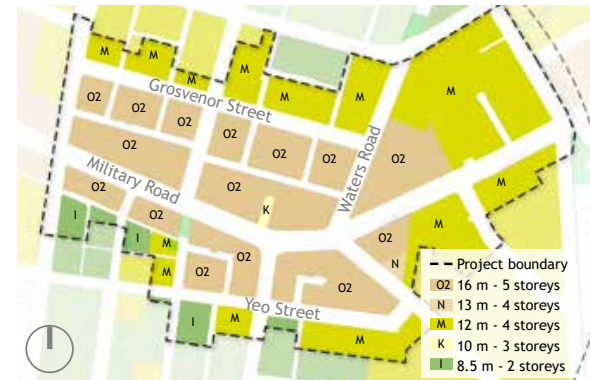 M
M
M
M
M
M
M
Grosvenor Street
O2
O2
O2
O2
O2
O2
O2
O2
Waters Road
Military Road
O2
O2
K
M
O2
O2
I
I
M
M
O2
O2
O2
N
M
O2
Yeo Street
I
M
M
Project boundary
O2 16 m - 5 storeys
N 13 m - 4 storeys
M 12 m - 4 storeys
K 10 m - 3 storeys
I 8.5 m - 2 storeys